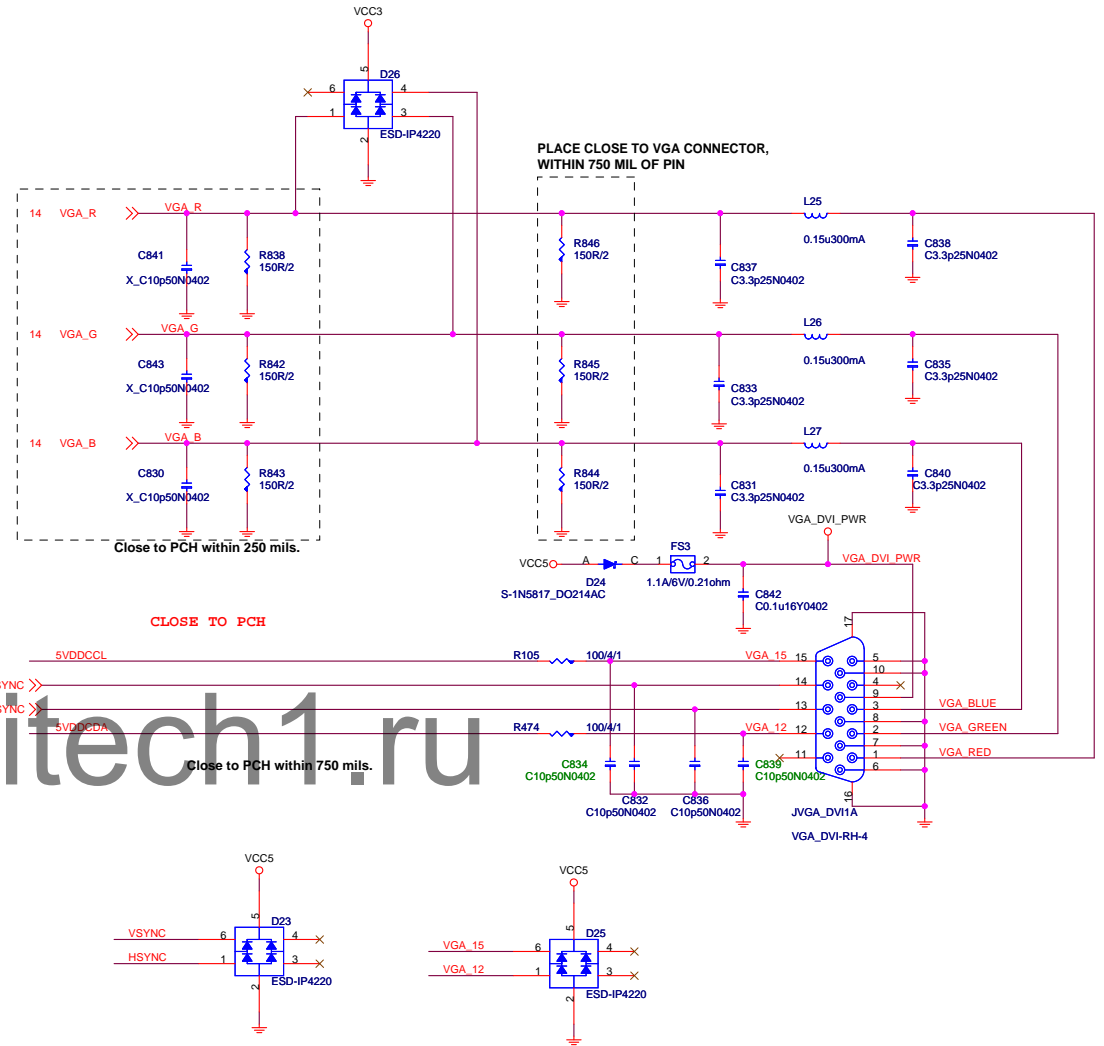 VCC3
5
D26
6
4
1
3
2
ESD-IP4220
PLACE CLOSE TO VGA CONNECTOR,
WITHIN 750 MIL OF PIN
14 VGA_R
VGA_R
C841
X_C10p50N0402
R838
150R/2
R846
150R/2
C837
C3.3p25N0402
L25
0.15u300mA
C838
C3.3p25N0402
14 VGA_G
VGA_G
C843
X_C10p50N0402
R842
150R/2
R845
150R/2
C833
C3.3p25N0402
L26
0.15u300mA
C835
C3.3p25N0402
14 VGA_B
VGA_B
C830
X_C10p50N0402
R843
150R/2
R844
150R/2
C831
C3.3p25N0402
L27
0.15u300mA
C840
C3.3p25N0402
Close to PCH within 250 mils.
VGA_DVI_PWR
VCC5
A
C
D24
S-1N5817_DO214AC
FS3
1
2
1.1A/6V/0.21ohm
VGA_DVI_PWR
C842
C0.1u16Y0402
CLOSE TO PCH
5VDDCCL
R105
100/4/1
VGA_15
SYNC
SYNC
5VDDCDA
R474
100/4/1
VGA_12
itech1.ru
Close to PCH within 750 mils.
C834
C10p50N0402
C832
C10p50N0402
C836
C10p50N0402
C839
C10p50N0402
17
15
5
10
14
4
9
13
3
VGA_BLUE
8
12
2
VGA_GREEN
7
11
1
VGA_RED
6
16
JVGA_DVI1A
VGA_DVI-RH-4
VCC5
5
D23
VSYNC
6
4
HSYNC
1
3
2
ESD-IP4220
VCC5
5
D25
VGA_15
6
4
VGA_12
1
3
2
ESD-IP4220